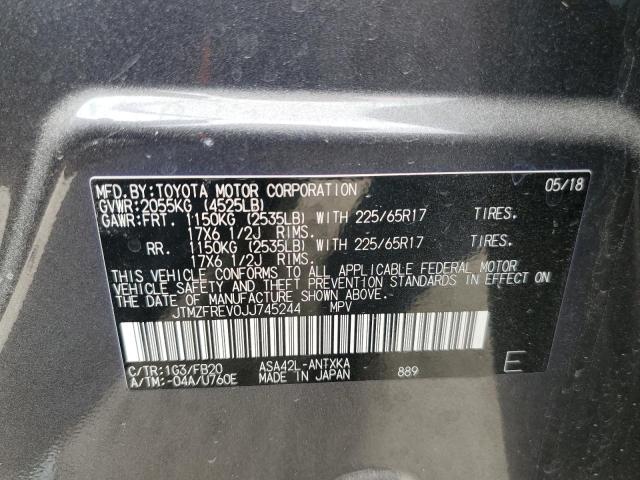 MFD.BY:TOYOTA MOTOR CORPORATION 05/18
GVWR:2055KG (4525LB)
GAWR:FRT. 1150KG (2535LB) WITH 225/65R17 TIRES.
17X6 1/2J RIMS.
RR. 1150KG (2535LB) WITH 225/65R17 TIRES.
17X6 1/2J RIMS.
THIS VEHICLE CONFORMS TO ALL APPLICABLE FEDERAL MOTOR
VEHICLE SAFETY AND THEFT PREVENTION STANDARDS IN EFFECT ON
THE DATE OF MANUFACTURE SHOWN ABOVE.
JTMZFREV0JJ745244 MPV
C/TR:1G3/FB20 ASA42L-ANTXKA
A/TM:-04A/U760E MADE IN JAPAN 889 E